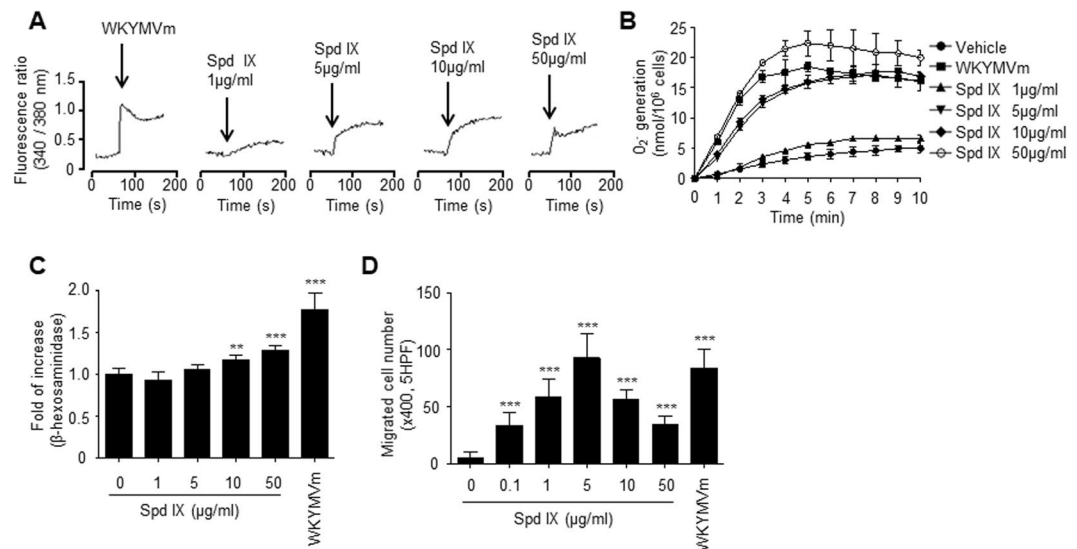 A
WKYMVm
Spd IX
1µg/ml
Spd IX
5µg/ml
Spd IX
10µg/ml
Spd IX
50µg/ml
Fluorescence ratio
(340 / 380 nm)
1.5
1.0
0.5
0
0 100 200
0 100 200
0 100 200
0 100 200
0 100 200
Time (s)
Time (s)
Time (s)
Time (s)
Time (s)
B
O₂⁻ generation
(nmol/10⁶ cells)
25
20
15
10
5
0
0 1 2 3 4 5 6 7 8 9 10
Time (min)
Vehicle
WKYMVm
Spd IX 1µg/ml
Spd IX 5µg/ml
Spd IX 10µg/ml
Spd IX 50µg/ml
C
Fold of increase
(β-hexosaminidase)
2.0
1.5
1.0
0.5
0.0
**
***
***
0 1 5 10 50
WKYMVm
Spd IX (µg/ml)
D
Migrated cell number
(x400, 5HPF)
150
100
50
0
***
***
***
***
***
***
0 0.1 1 5 10 50
WKYMVm
Spd IX (µg/ml)